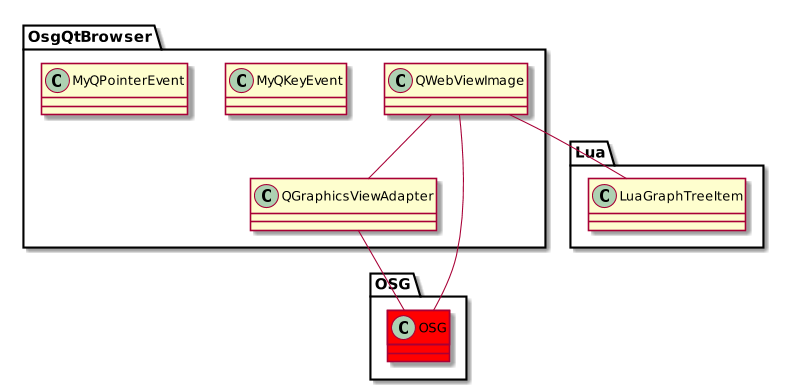 OsgQtBrowser
C MyQPointerEvent
C MyQKeyEvent
C QWebViewImage
Lua
C QGraphicsViewAdapter
C LuaGraphTreeItem
OSG
C OSG